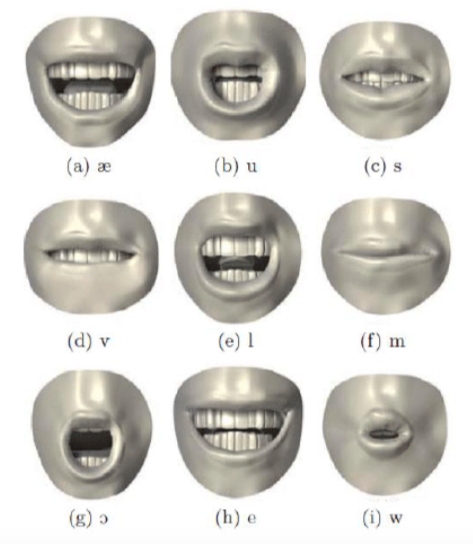 (a) æ (b) u (c) s
(d) v (e) l (f) m
(g) ɔ (h) e (i) w